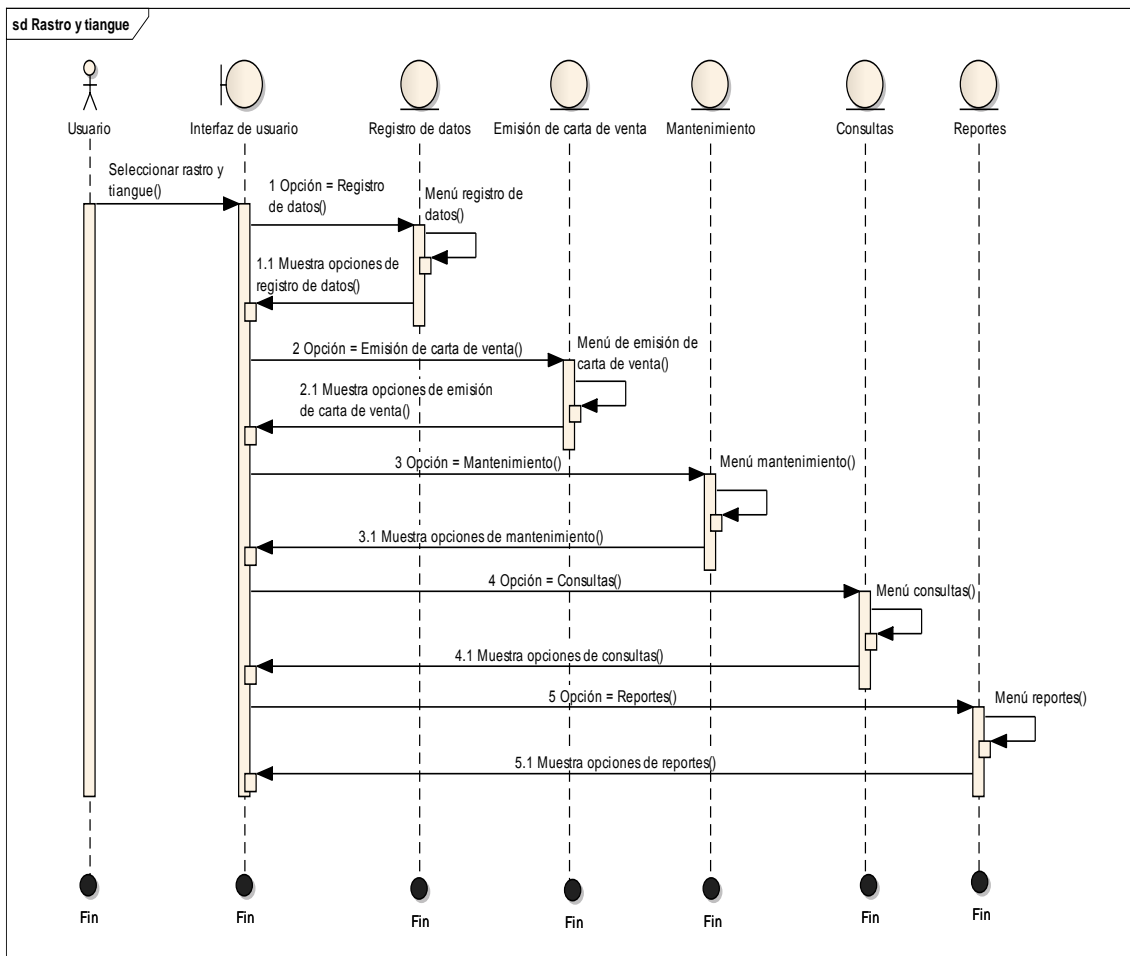 sd Rastro y tiangue
Usuario
Interfaz de usuario
Registro de datos
Emisión de carta de venta
Mantenimiento
Consultas
Reportes
Seleccionar rastro y
tiangue()
1 Opción = Registro
de datos()
Menú registro de
datos()
1.1 Muestra opciones de
registro de datos()
2 Opción = Emisión de carta de venta()
Menú de emisión de
carta de venta()
2.1 Muestra opciones de emisión
de carta de venta()
3 Opción = Mantenimiento()
Menú mantenimiento()
3.1 Muestra opciones de mantenimiento()
4 Opción = Consultas()
Menú consultas()
4.1 Muestra opciones de consultas()
5 Opción = Reportes()
Menú reportes()
5.1 Muestra opciones de reportes()
Fin
Fin
Fin
Fin
Fin
Fin
Fin